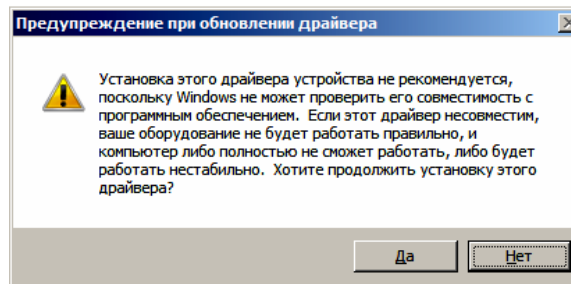 Предупреждение при обновлении драйвера
Установка этого драйвера устройства не рекомендуется,
поскольку Windows не может проверить его совместимость с
программным обеспечением. Если этот драйвер несовместим,
ваше оборудование не будет работать правильно, и
компьютер либо полностью не сможет работать, либо будет
работать нестабильно. Хотите продолжить установку этого
драйвера?
Да
Нет